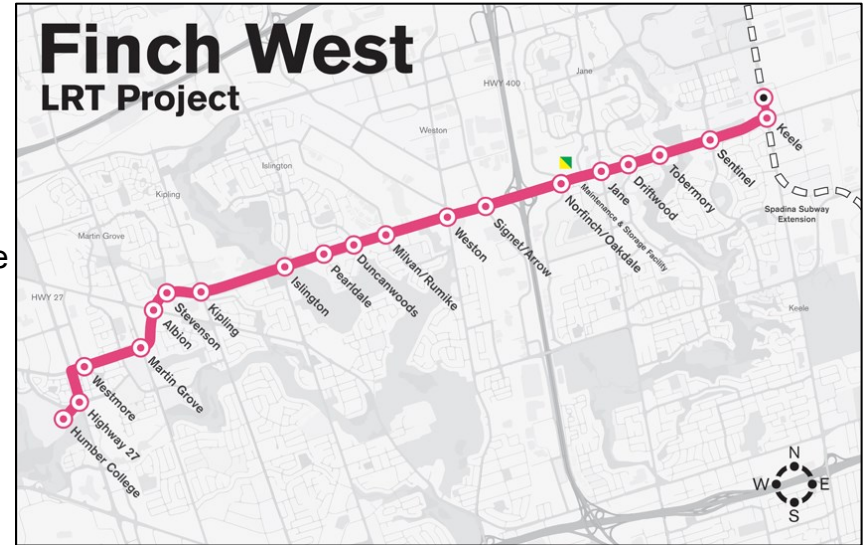 Finch West
LRT Project
HWY 400
Jane
Weston
Islington
Kipling
Martin Grove
HWY 27
Keele
Keele
Sentinel
Tobermory
Driftwood
Jane
Maintenance & Storage Facility
Norfinch/Oakdale
Signet/Arrow
Weston
Milvan/Rumike
Duncanwoods
Pearldale
Islington
Kipling
Stevenson
Albion
Martin Grove
Westmore
Highway 27
Humber College
Spadina Subway
Extension
N
W
E
S
e